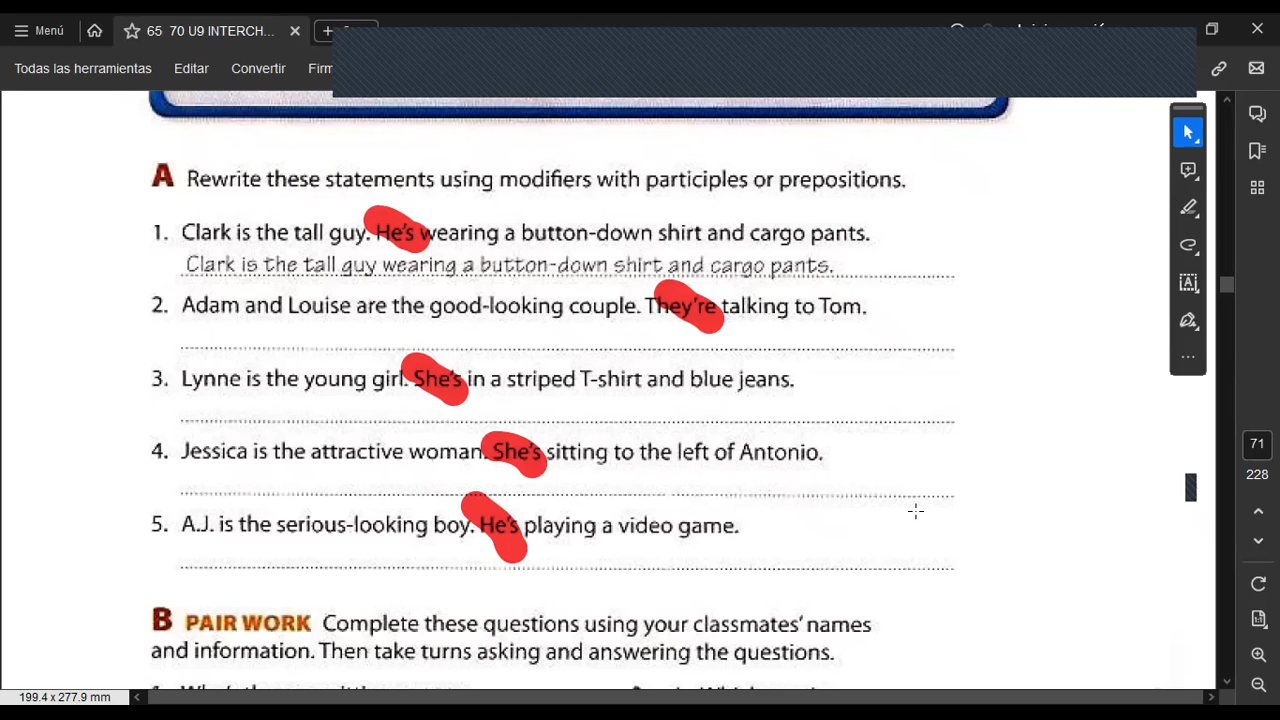 Menú
65 70 U9 INTERCH...
Todas las herramientas Editar Convertir
A Rewrite these statements using modifiers with participles or prepositions.
1. Clark is the tall guy. He's wearing a button-down shirt and cargo pants.
Clark is the tall guy wearing a button-down shirt and cargo pants.
2. Adam and Louise are the good-looking couple. They're talking to Tom.
3. Lynne is the young girl. She's in a striped T-shirt and blue jeans.
4. Jessica is the attractive woman. She's sitting to the left of Antonio.
5. A.J. is the serious-looking boy. He's playing a video game.
B PAIR WORK Complete these questions using your classmates' names
and information. Then take turns asking and answering the questions.
71
228
199.4 x 277.9 mm